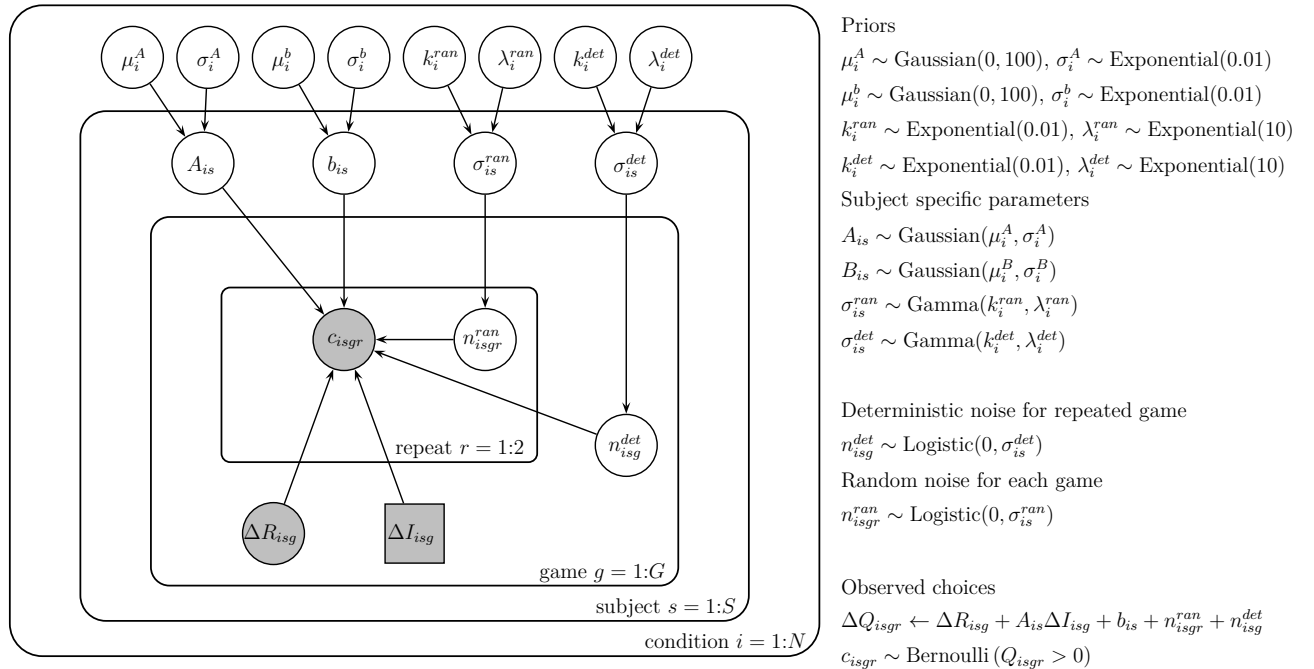 μ_i^A σ_i^A μ_i^b σ_i^b k_i^{ran} λ_i^{ran} k_i^{det} λ_i^{det}
A_{is} b_{is} σ_{is}^{ran} σ_{is}^{det}
c_{isgr} n_{isgr}^{ran}
n_{isg}^{det}
repeat r = 1:2
ΔR_{isg} ΔI_{isg}
game g = 1:G
subject s = 1:S
condition i = 1:N
Priors
μ_i^A ∼ Gaussian(0, 100), σ_i^A ∼ Exponential(0.01)
μ_i^b ∼ Gaussian(0, 100), σ_i^b ∼ Exponential(0.01)
k_i^{ran} ∼ Exponential(0.01), λ_i^{ran} ∼ Exponential(10)
k_i^{det} ∼ Exponential(0.01), λ_i^{det} ∼ Exponential(10)
Subject specific parameters
A_{is} ∼ Gaussian(μ_i^A, σ_i^A)
B_{is} ∼ Gaussian(μ_i^B, σ_i^B)
σ_{is}^{ran} ∼ Gamma(k_i^{ran}, λ_i^{ran})
σ_{is}^{det} ∼ Gamma(k_i^{det}, λ_i^{det})
Deterministic noise for repeated game
n_{isg}^{det} ∼ Logistic(0, σ_{is}^{det})
Random noise for each game
n_{isgr}^{ran} ∼ Logistic(0, σ_{is}^{ran})
Observed choices
ΔQ_{isgr} ← ΔR_{isg} + A_{is}ΔI_{isg} + b_{is} + n_{isgr}^{ran} + n_{isg}^{det}
c_{isgr} ∼ Bernoulli (Q_{isgr} > 0)